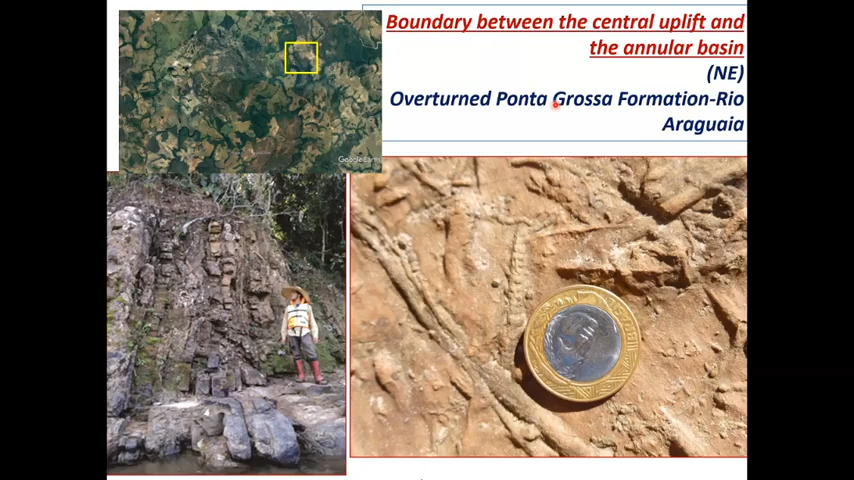 Boundary between the central uplift and
the annular basin
(NE)
Overturned Ponta Grossa Formation-Rio
Araguaia
Google Earth